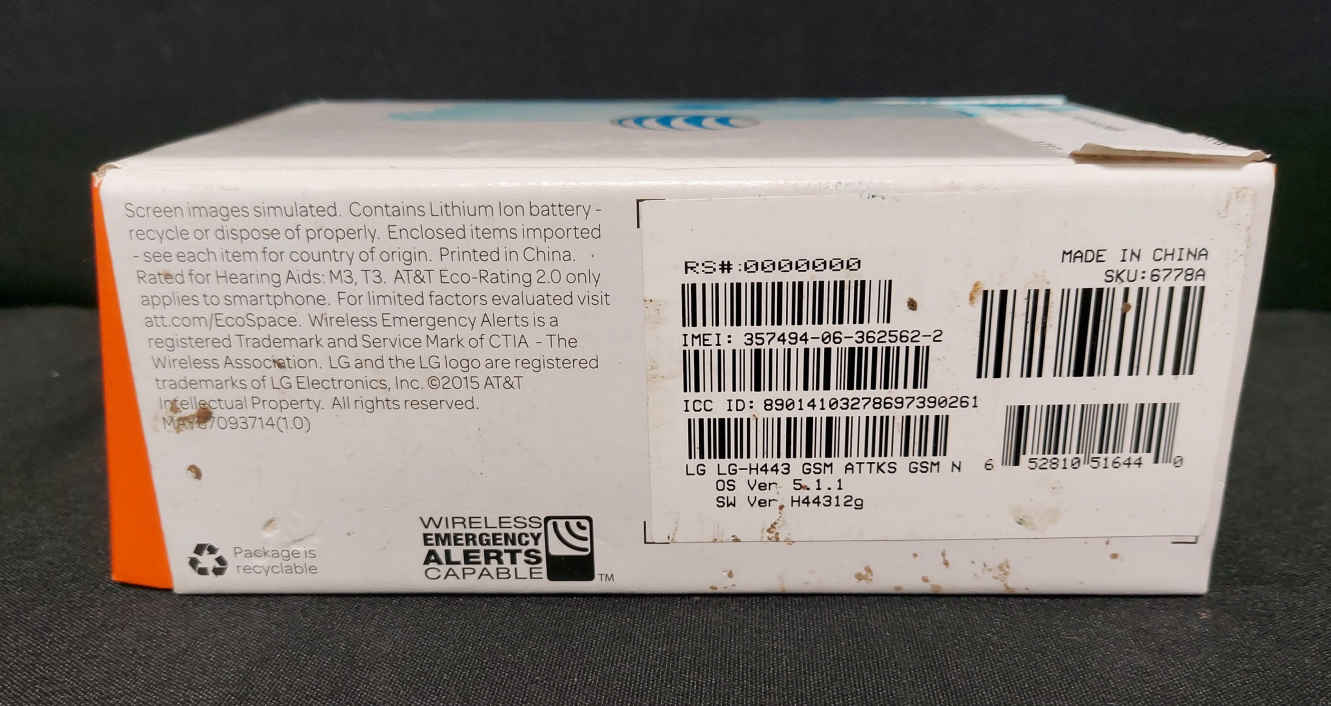 Screen images simulated. Contains Lithium Ion battery -
recycle or dispose of properly. Enclosed items imported
- see each item for country of origin. Printed in China.
Rated for Hearing Aids: M3, T3. AT&T Eco-Rating 2.0 only
applies to smartphone. For limited factors evaluated visit
att.com/EcoSpace. Wireless Emergency Alerts is a
registered Trademark and Service Mark of CTIA - The
Wireless Association. LG and the LG logo are registered
trademarks of LG Electronics, Inc. ©2015 AT&T
Intellectual Property. All rights reserved.
Package is
recyclable
WIRELESS
EMERGENCY
ALERTS
CAPABLE™
RS#:0000000
IMEI: 357494-06-362562-2
ICC ID: 89014103278697390261
LG LG-H443 GSM ATTKS GSM N
OS Ver 5.1.1
SW Ver H44312g
MADE IN CHINA
SKU:6778A
6 52810 51644 0